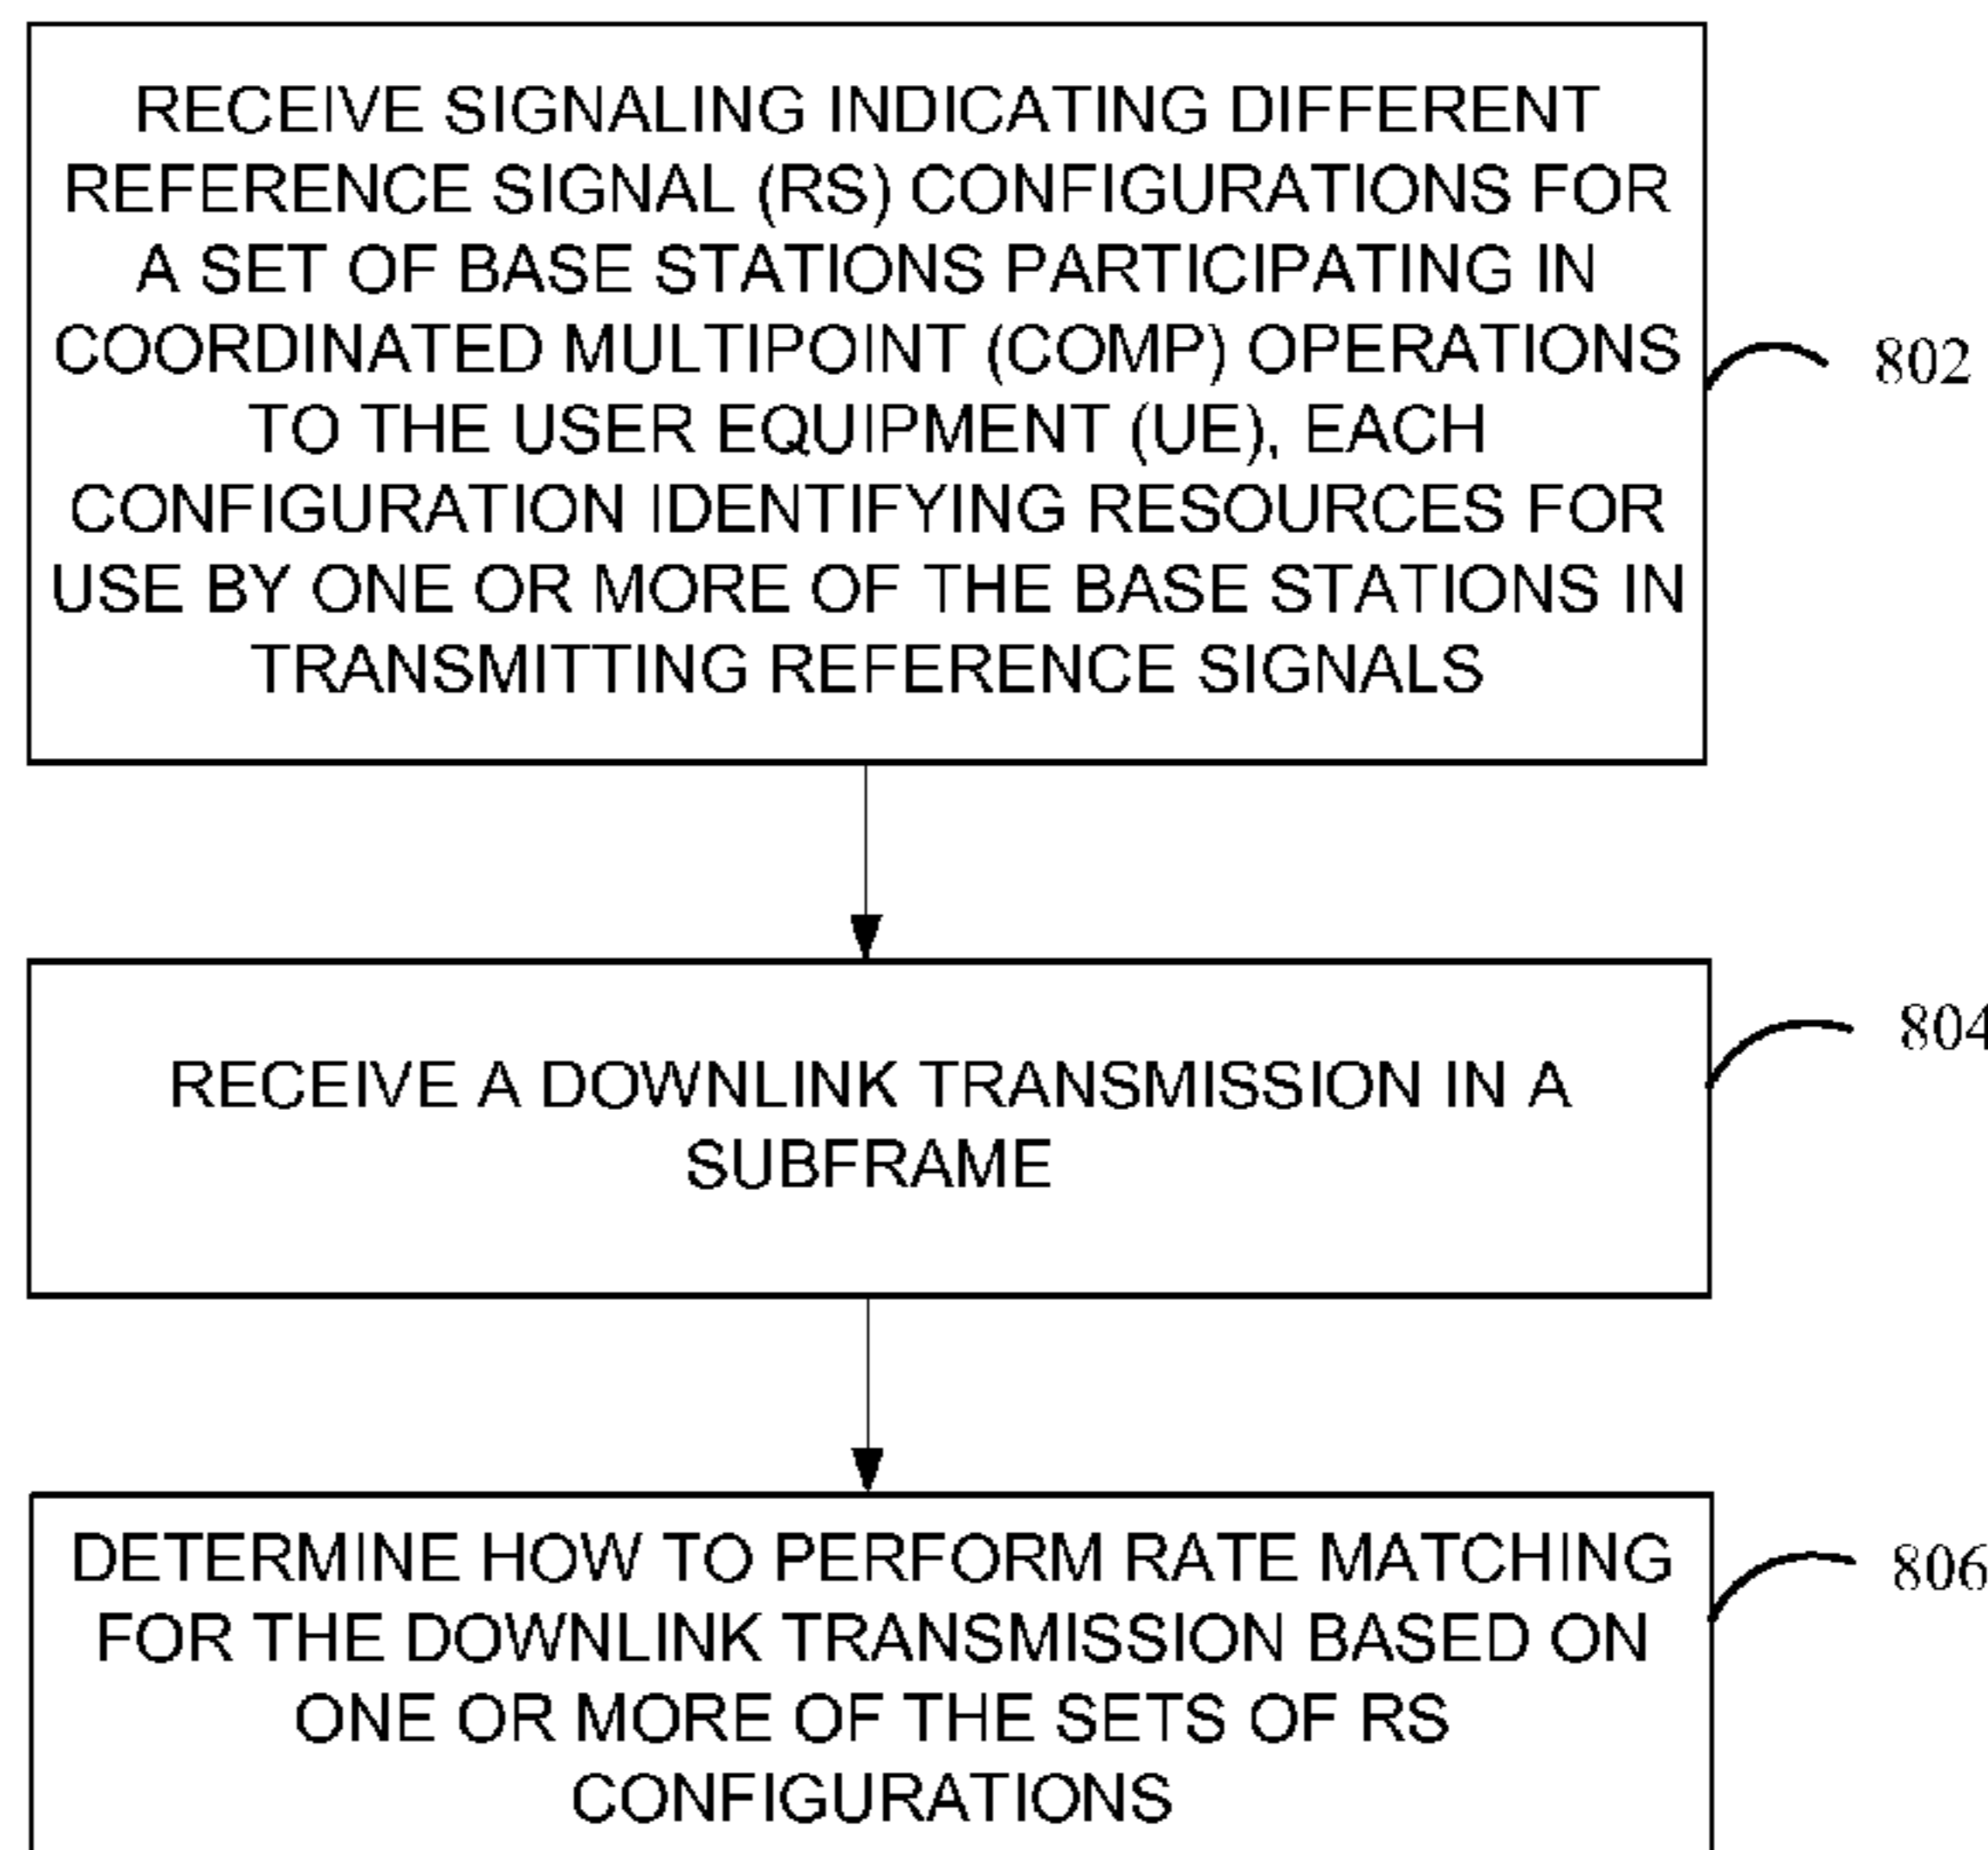 RECEIVE SIGNALING INDICATING DIFFERENT
REFERENCE SIGNAL (RS) CONFIGURATIONS FOR
A SET OF BASE STATIONS PARTICIPATING IN
COORDINATED MULTIPOINT (COMP) OPERATIONS
TO THE USER EQUIPMENT (UE), EACH
CONFIGURATION IDENTIFYING RESOURCES FOR
USE BY ONE OR MORE OF THE BASE STATIONS IN
TRANSMITTING REFERENCE SIGNALS
802
RECEIVE A DOWNLINK TRANSMISSION IN A
SUBFRAME
804
DETERMINE HOW TO PERFORM RATE MATCHING
FOR THE DOWNLINK TRANSMISSION BASED ON
ONE OR MORE OF THE SETS OF RS
CONFIGURATIONS
806